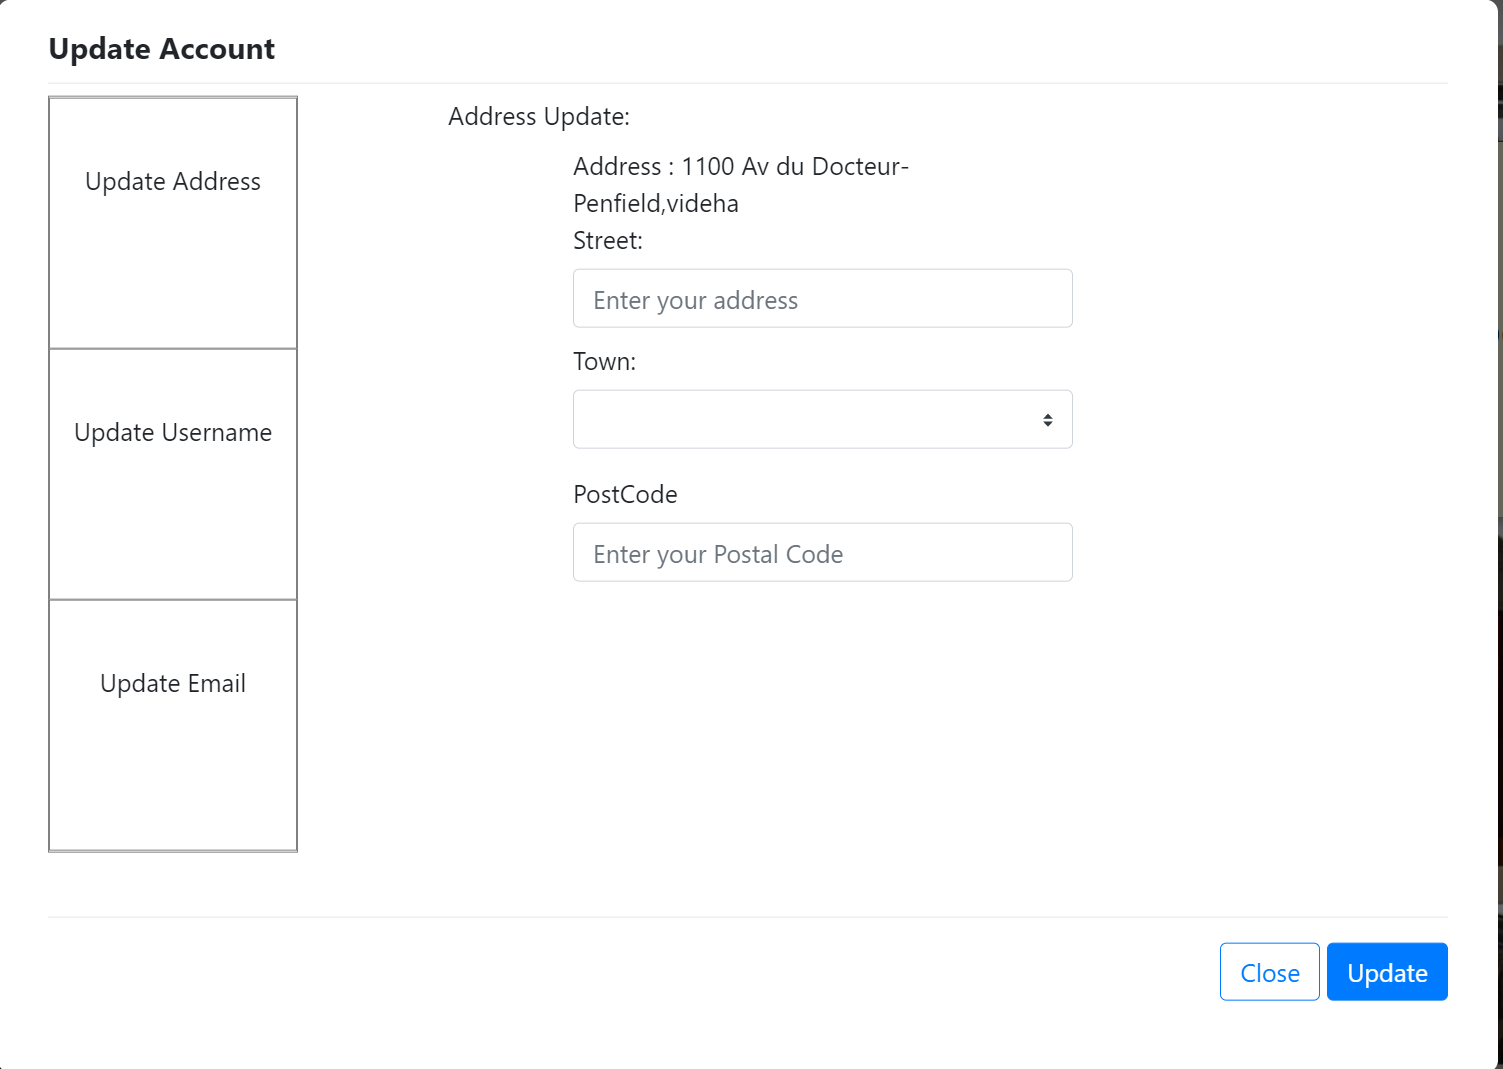 Update Account
Update Address
Update Username
Update Email
Address Update:
Address : 1100 Av du Docteur-
Penfield,videha
Street:
Enter your address
Town:
PostCode
Enter your Postal Code
Close
Update